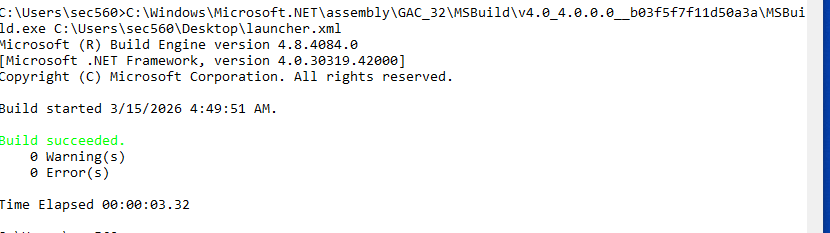 C:\Users\sec560>C:\Windows\Microsoft.NET\assembly\GAC_32\MSBuild\v4.0_4.0.0.0__b03f5f7f11d50a3a\MSBui
ld.exe C:\Users\sec560\Desktop\launcher.xml
Microsoft (R) Build Engine version 4.8.4084.0
[Microsoft .NET Framework, version 4.0.30319.42000]
Copyright (C) Microsoft Corporation. All rights reserved.
Build started 3/15/2026 4:49:51 AM.
Build succeeded.
0 Warning(s)
0 Error(s)
Time Elapsed 00:00:03.32